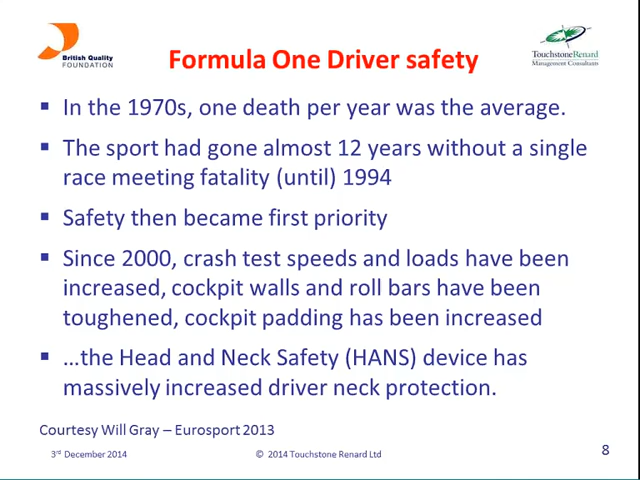 British Quality
FOUNDATION
TouchstoneRenard
Management Consultants
Formula One Driver safety
▪ In the 1970s, one death per year was the average.
▪ The sport had gone almost 12 years without a single
race meeting fatality (until) 1994
▪ Safety then became first priority
▪ Since 2000, crash test speeds and loads have been
increased, cockpit walls and roll bars have been
toughened, cockpit padding has been increased
▪ …the Head and Neck Safety (HANS) device has
massively increased driver neck protection.
Courtesy Will Gray – Eurosport 2013
3rd December 2014
© 2014 Touchstone Renard Ltd
8